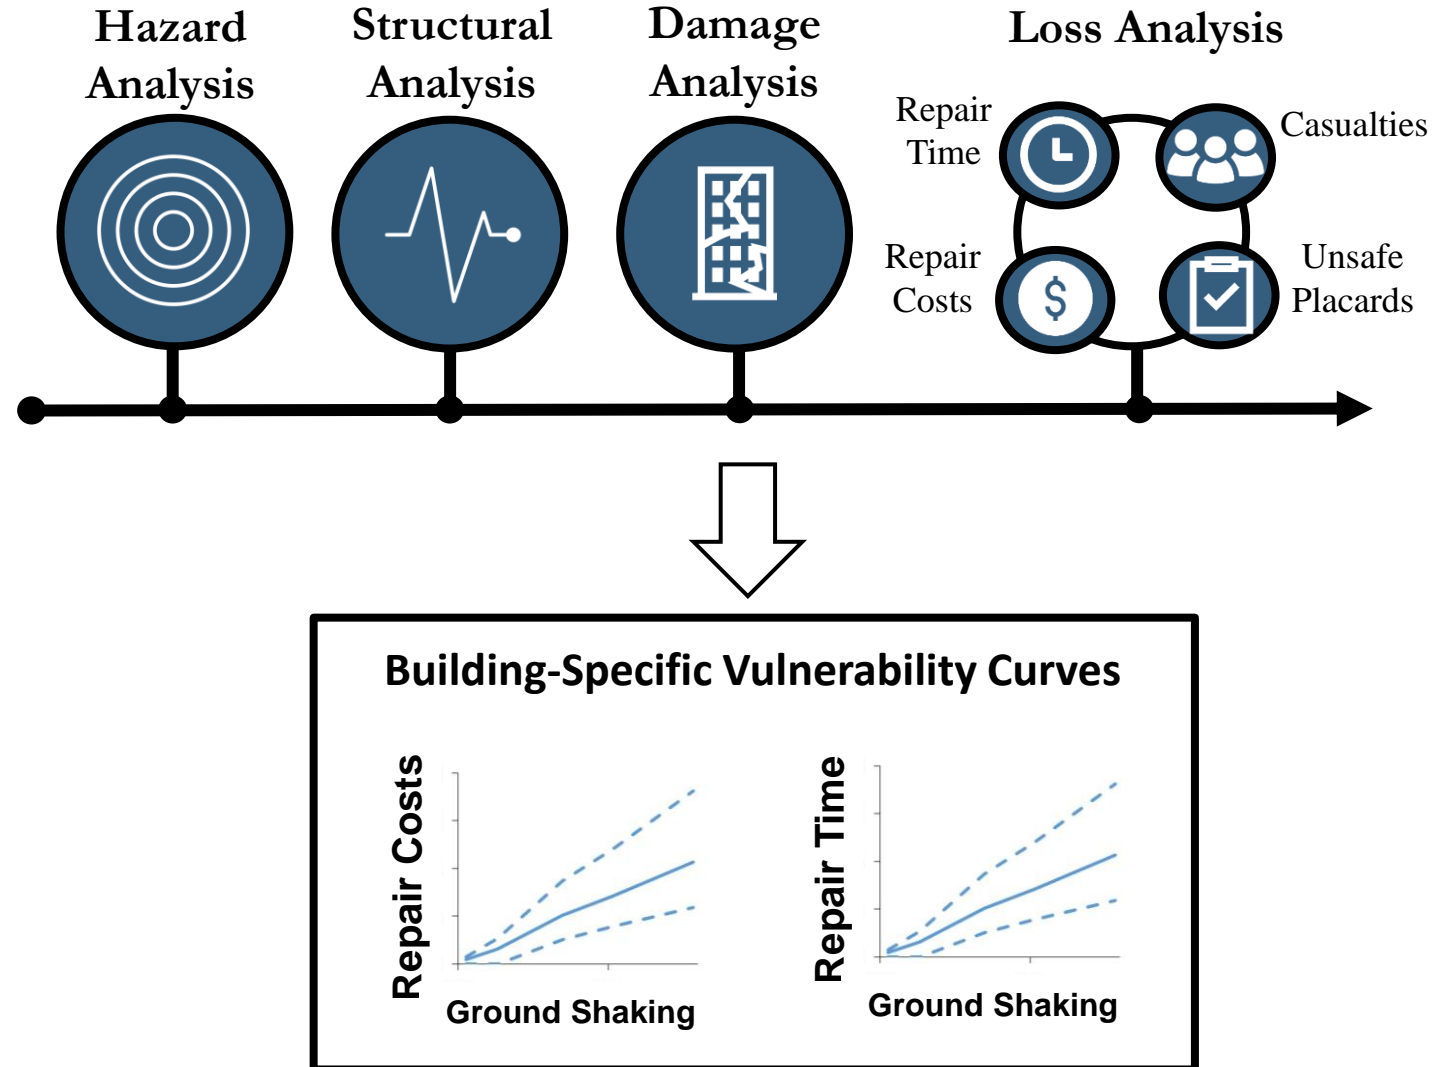 Hazard
Analysis
Structural
Analysis
Damage
Analysis
Loss Analysis
Repair
Time
Casualties
Repair
Costs
$
Unsafe
Placards
Building-Specific Vulnerability Curves
Repair Costs
Ground Shaking
Repair Time
Ground Shaking